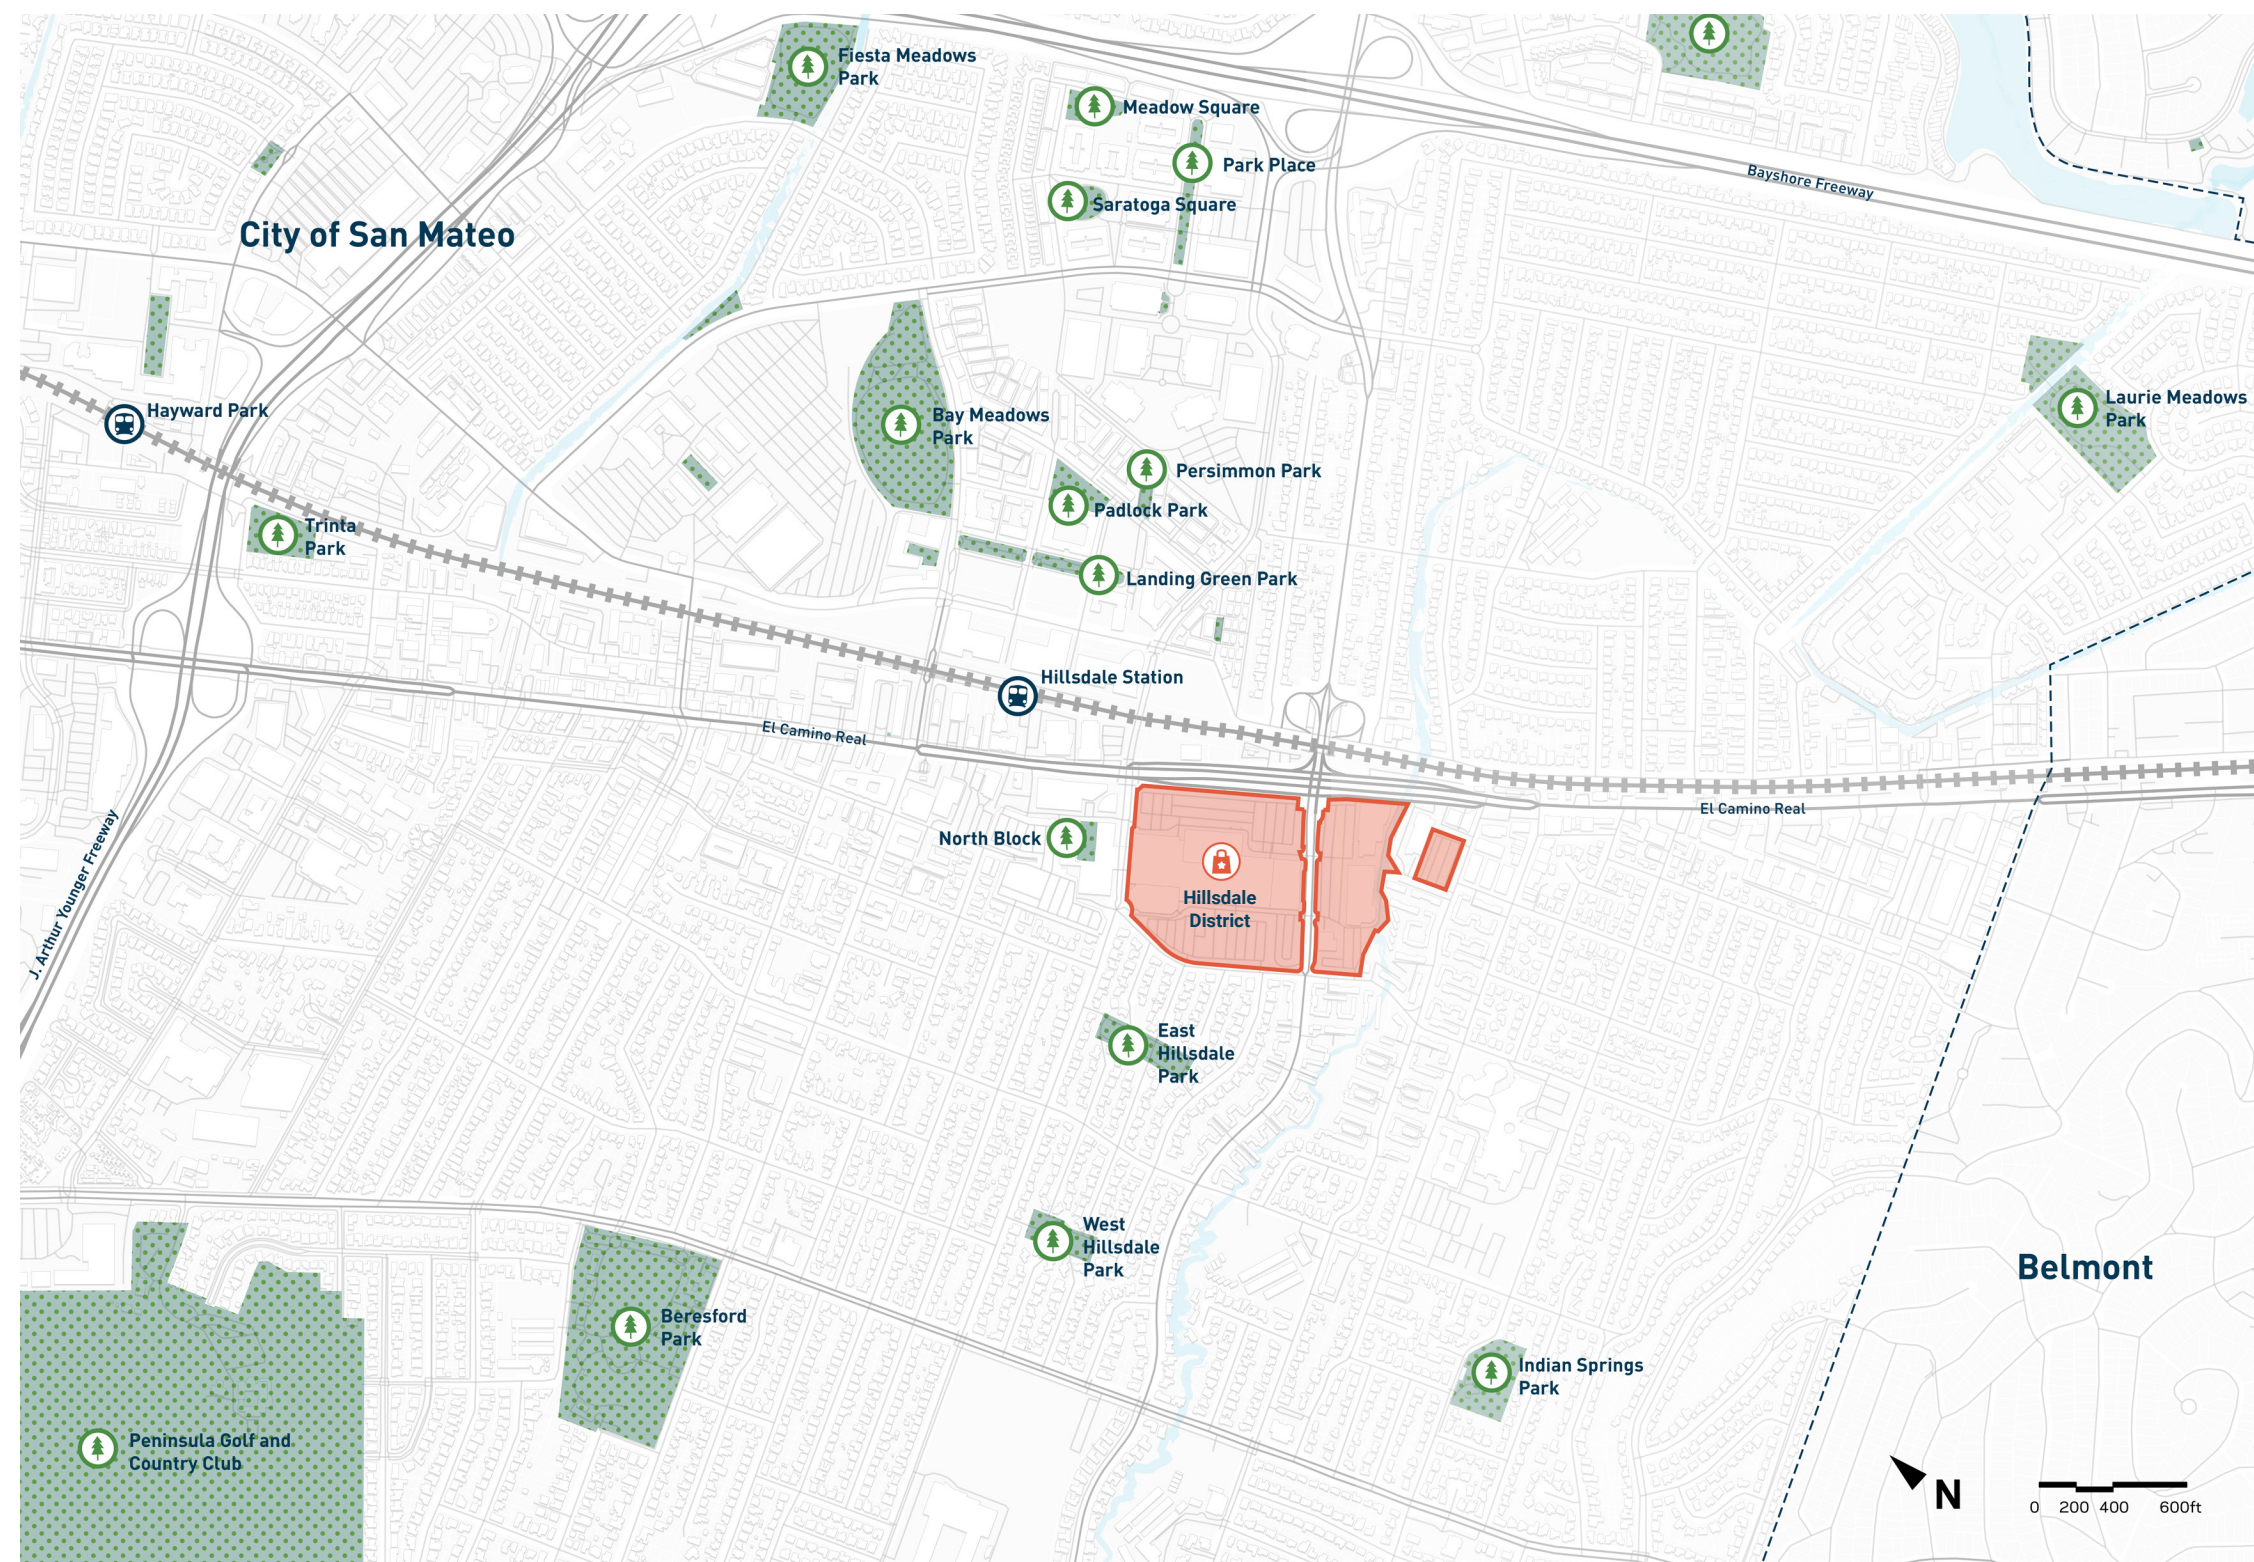 Fiesta Meadows
Park
Meadow Square
Park Place
Bayshore Freeway
Saratoga Square
City of San Mateo
Hayward Park
Bay Meadows
Park
Laurie Meadows
Park
Persimmon Park
Padlock Park
Trinta
Park
Landing Green Park
Hillsdale Station
El Camino Real
El Camino Real
J. Arthur Younger Freeway
North Block
Hillsdale
District
East
Hillsdale
Park
West
Hillsdale
Park
Belmont
Beresford
Park
Indian Springs
Park
Peninsula Golf and
Country Club
N
0 200 400 600ft